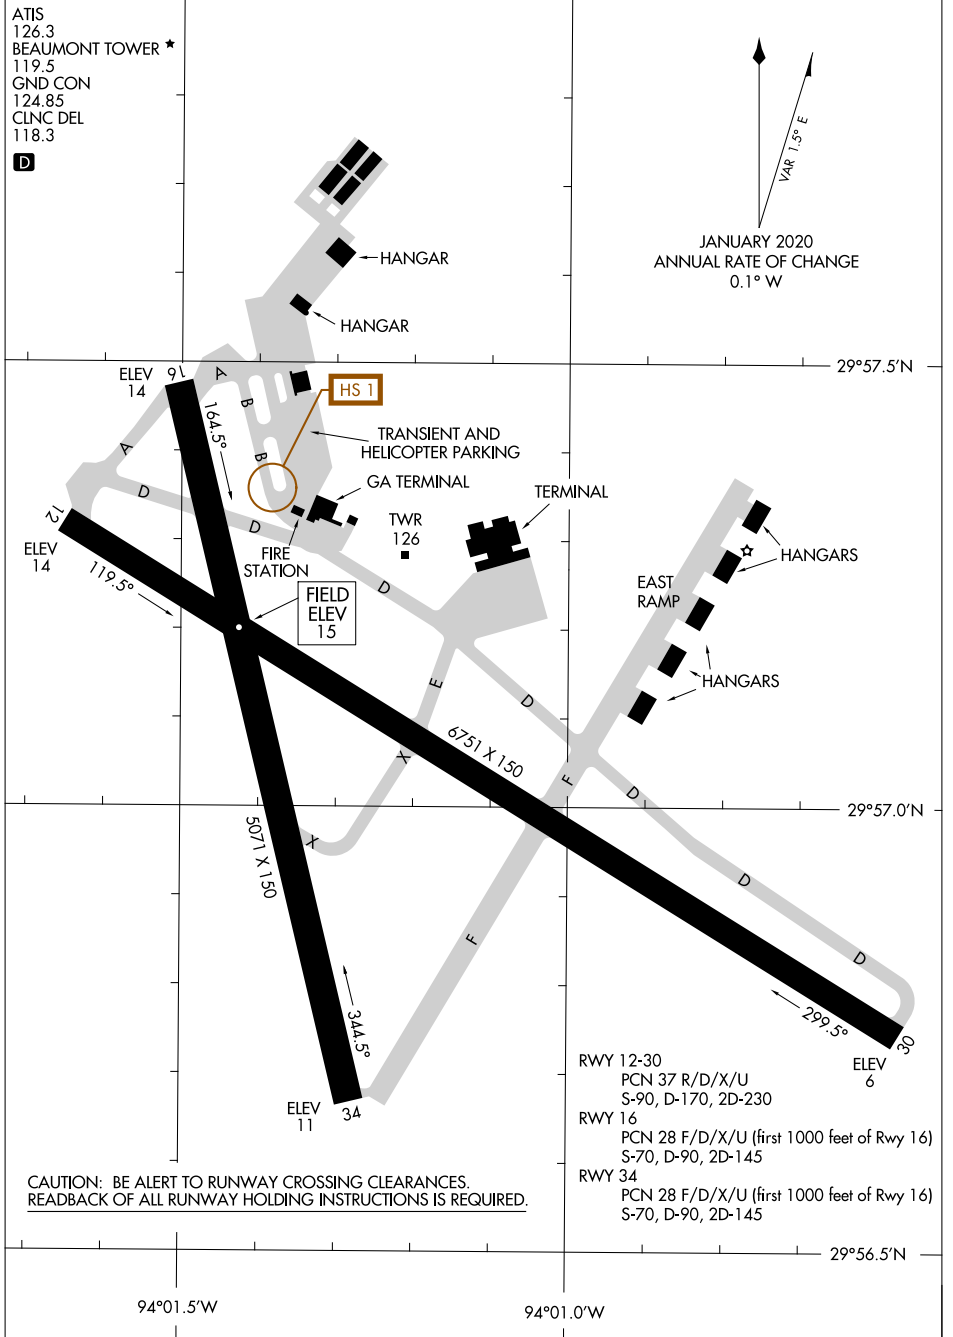 ATIS
126.3
BEAUMONT TOWER ★
119.5
GND CON
124.85
CLNC DEL
118.3
D
VAR 1.5° E
JANUARY 2020
ANNUAL RATE OF CHANGE
0.1° W
HANGAR
HANGAR
29°57.5'N
ELEV
14
16
A
HS 1
B
164.5°
TRANSIENT AND
HELICOPTER PARKING
A
B
GA TERMINAL
D
TERMINAL
12
D
TWR
126
ELEV
14
FIRE
STATION
HANGARS
119.5°
D
EAST
RAMP
FIELD
ELEV
15
HANGARS
E
D
6751 X 150
X
F
D
29°57.0'N
5071 X 150
X
D
F
D
344.5°
299.5°
30
ELEV
6
ELEV
11
34
RWY 12-30
PCN 37 R/D/X/U
S-90, D-170, 2D-230
RWY 16
PCN 28 F/D/X/U (first 1000 feet of Rwy 16)
S-70, D-90, 2D-145
RWY 34
PCN 28 F/D/X/U (first 1000 feet of Rwy 16)
S-70, D-90, 2D-145
CAUTION: BE ALERT TO RUNWAY CROSSING CLEARANCES.
READBACK OF ALL RUNWAY HOLDING INSTRUCTIONS IS REQUIRED.
29°56.5'N
94°01.5'W
94°01.0'W